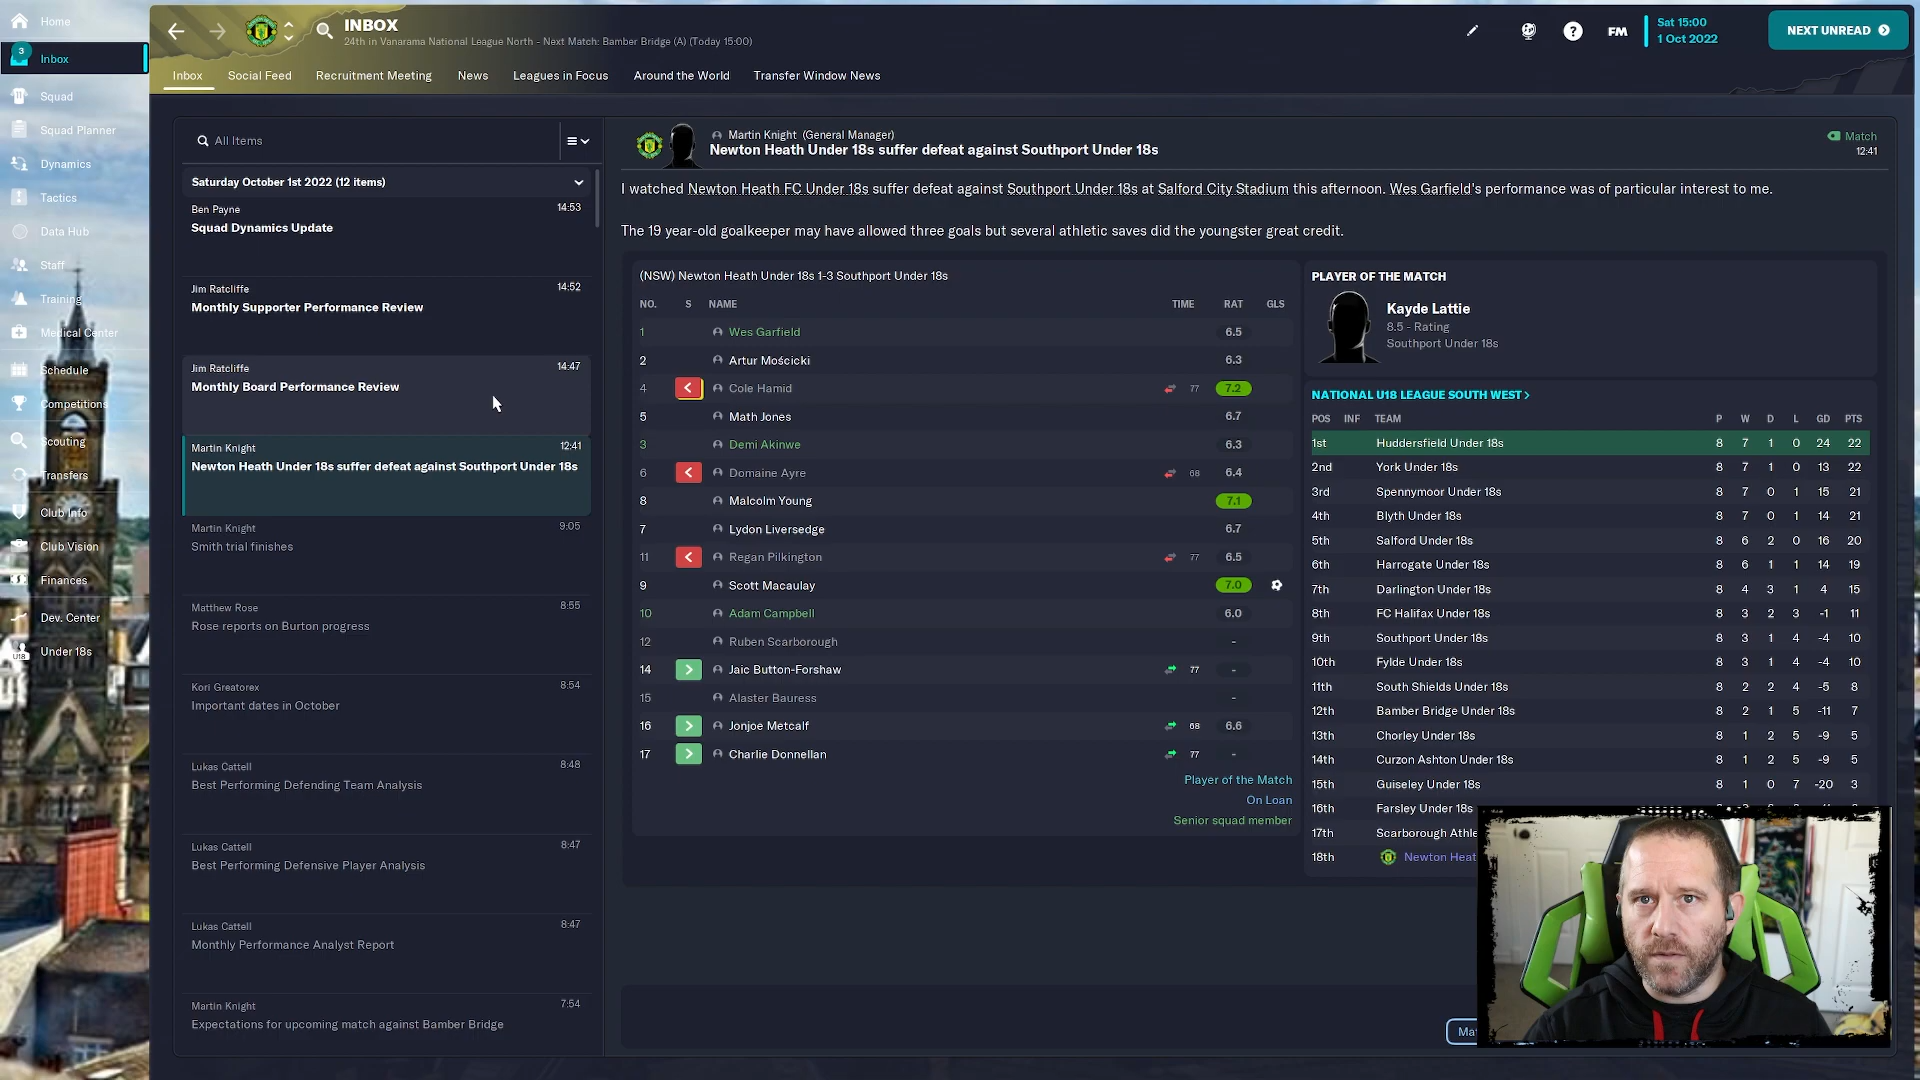 Home
3
Inbox
Squad
Squad Planner
Dynamics
Tactics
Data Hub
Staff
Training
Medical Center
Schedule
Competitions
Scouting
Transfers
Club Info
Club Vision
Finances
Dev. Center
U18
Under 18s
INBOX
24th in Vanarama National League North - Next Match: Bamber Bridge (A) (Today 15:00)
?
FM
Sat 15:00
1 Oct 2022
NEXT UNREAD
Inbox Social Feed Recruitment Meeting News Leagues in Focus Around the World Transfer Window News
All Items
Saturday October 1st 2022 (12 items)
Ben Payne 14:53
Squad Dynamics Update
Jim Ratcliffe 14:52
Monthly Supporter Performance Review
Jim Ratcliffe 14:47
Monthly Board Performance Review
Martin Knight 12:41
Newton Heath Under 18s suffer defeat against Southport Under 18s
Martin Knight 9:05
Smith trial finishes
Matthew Rose 8:55
Rose reports on Burton progress
Kori Greatorex 8:54
Important dates in October
Lukas Cattell 8:48
Best Performing Defending Team Analysis
Lukas Cattell 8:47
Best Performing Defensive Player Analysis
Lukas Cattell 8:47
Monthly Performance Analyst Report
Martin Knight 7:54
Expectations for upcoming match against Bamber Bridge
Martin Knight (General Manager)
Newton Heath Under 18s suffer defeat against Southport Under 18s
Match
12:41
I watched Newton Heath FC Under 18s suffer defeat against Southport Under 18s at Salford City Stadium this afternoon. Wes Garfield's performance was of particular interest to me.
The 19 year-old goalkeeper may have allowed three goals but several athletic saves did the youngster great credit.
(NSW) Newton Heath Under 18s 1-3 Southport Under 18s
NO. S NAME TIME RAT GLS
1 Wes Garfield 6.5
2 Artur Mościcki 6.3
4 Cole Hamid 77 7.2
5 Math Jones 6.7
3 Demi Akinwe 6.3
6 Domaine Ayre 68 6.4
8 Malcolm Young 7.1
7 Lydon Liversedge 6.7
11 Regan Pilkington 77 6.5
9 Scott Macaulay 7.0
10 Adam Campbell 6.0
12 Ruben Scarborough -
14 Jaic Button-Forshaw 77 -
15 Alaster Bauress -
16 Jonjoe Metcalf 68 6.6
17 Charlie Donnellan 77 -
Player of the Match
On Loan
Senior squad member
PLAYER OF THE MATCH
Kayde Lattie
8.5 - Rating
Southport Under 18s
NATIONAL U18 LEAGUE SOUTH WEST >
POS INF TEAM P W D L GD PTS
1st Huddersfield Under 18s 8 7 1 0 24 22
2nd York Under 18s 8 7 1 0 13 22
3rd Spennymoor Under 18s 8 7 0 1 15 21
4th Blyth Under 18s 8 7 0 1 14 21
5th Salford Under 18s 8 6 2 0 16 20
6th Harrogate Under 18s 8 6 1 1 14 19
7th Darlington Under 18s 8 4 3 1 4 15
8th FC Halifax Under 18s 8 3 2 3 -1 11
9th Southport Under 18s 8 3 1 4 -4 10
10th Fylde Under 18s 8 3 1 4 -4 10
11th South Shields Under 18s 8 2 2 4 -5 8
12th Bamber Bridge Under 18s 8 2 1 5 -11 7
13th Chorley Under 18s 8 1 2 5 -9 5
14th Curzon Ashton Under 18s 8 1 2 5 -9 5
15th Guiseley Under 18s 8 1 0 7 -20 3
16th Farsley Under 18s
17th Scarborough Athle
18th Newton Heat
Mat